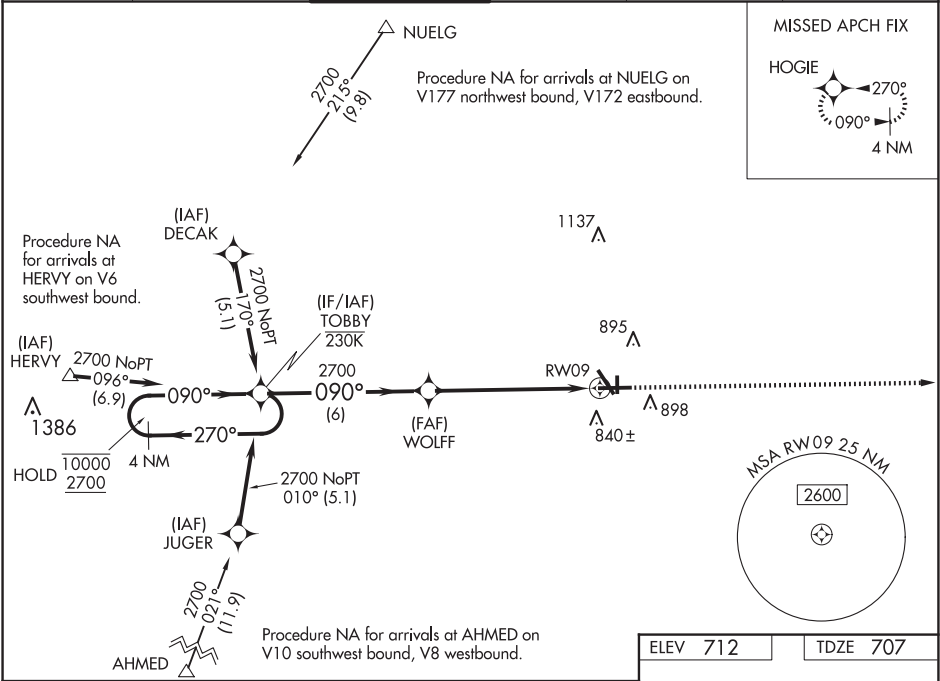 NUELG
2700
215°
(9.8)
Procedure NA for arrivals at NUELG on
V177 northwest bound, V172 eastbound.
MISSED APCH FIX
HOGIE
270°
090°
4 NM
(IAF)
DECAK
2700 NoPT
170°
(5.1)
Procedure NA
for arrivals at
HERVY on V6
southwest bound.
(IF/IAF)
TOBBY
230K
1137
895
(IAF)
HERVY
2700 NoPT
096°
(6.9)
090°
2700
090°
(6)
RW09
1386
270°
(FAF)
WOLFF
840±
898
HOLD
10000
2700
4 NM
2700 NoPT
010° (5.1)
(IAF)
JUGER
MSA RW09 25 NM
2600
2700
021°
(11.9)
AHMED
Procedure NA for arrivals at AHMED on
V10 southwest bound, V8 westbound.
ELEV 712
TDZE 707